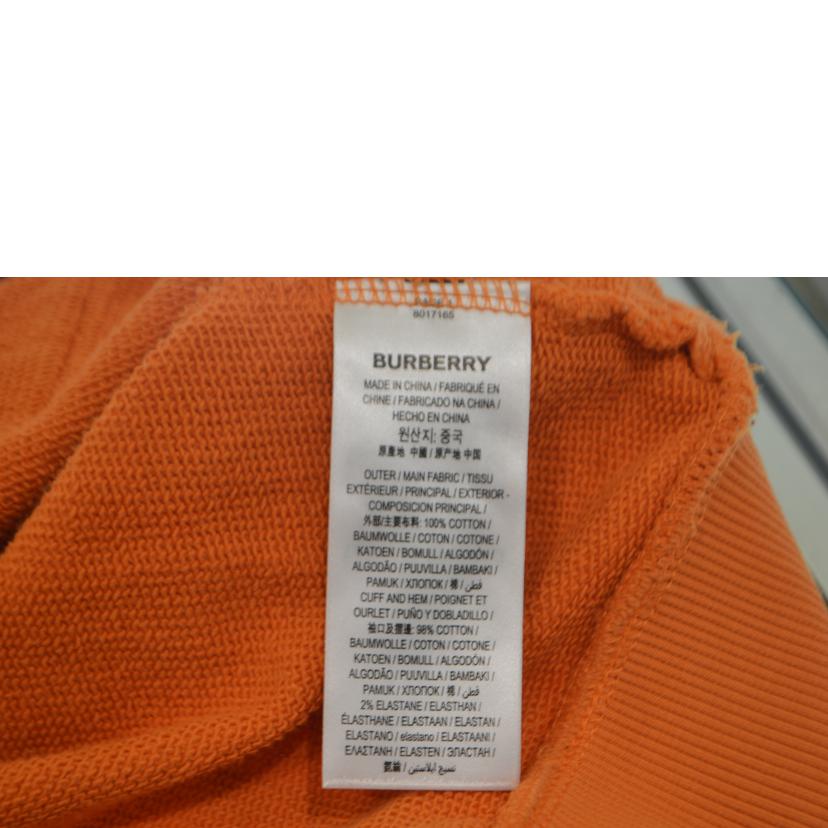 8017165
BURBERRY
MADE IN CHINA / FABRIQUÉ EN
CHINE / FABRICADO NA CHINA /
HECHO EN CHINA
원산지: 중국
原產地 中國 / 原产地 中国
OUTER / MAIN FABRIC / TISSU
EXTÉRIEUR / PRINCIPAL / EXTERIOR -
COMPOSICION PRINCIPAL /
外部/主要布料: 100% COTTON /
BAUMWOLLE / COTON / COTONE /
KATOEN / BOMULL / ALGODÓN /
ALGODÃO / PUUVILLA / BAMBAKI /
PAMUK / ХЛОПОК / 棉 / قطن /
CUFF AND HEM / POIGNET ET
OURLET / PUÑO Y DOBLADILLO /
袖口及摺邊: 98% COTTON /
BAUMWOLLE / COTON / COTONE /
KATOEN / BOMULL / ALGODÓN /
ALGODÃO / PUUVILLA / BAMBAKI /
PAMUK / ХЛОПОК / 棉 / قطن /
2% ELASTANE / ELASTHAN /
ÉLASTHANE / ELASTAAN / ELASTAN /
ELASTANO / elastano / ELASTAANI /
ΕΛΑΣΤΑΝΗ / ELASTEN / ЭЛАСТАН /
氨綸 / نسيج ايلاستين /